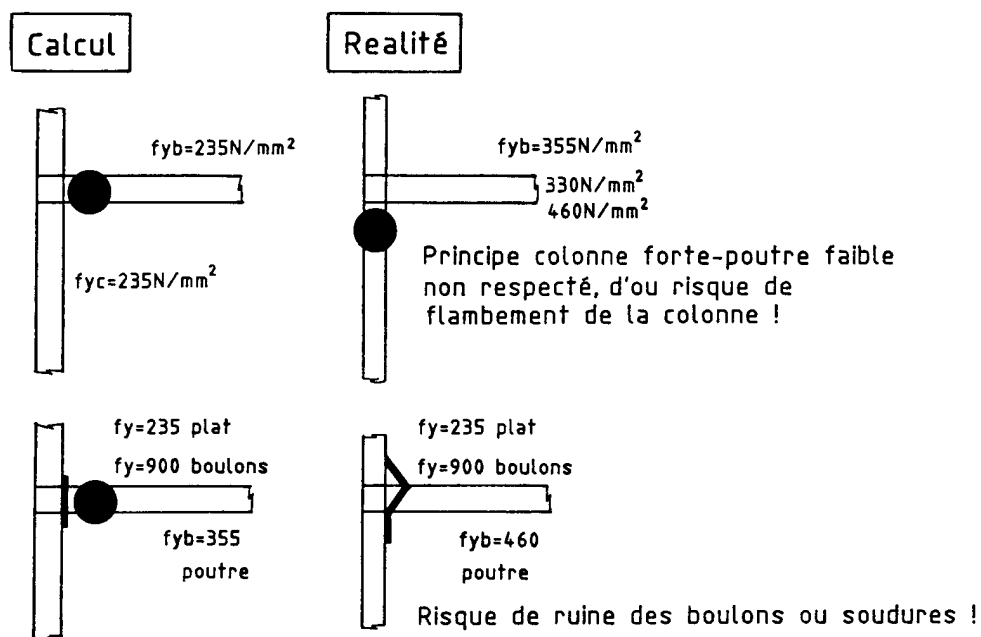 Calcul
Realité
fyb=235N/mm²
fyc=235N/mm²
fyb=355N/mm²
330N/mm²
460N/mm²
Principe colonne forte-poutre faible
non respecté, d'ou risque de
flambement de la colonne !
fy=235 plat
fy=900 boulons
fyb=355
poutre
fy=235 plat
fy=900 boulons
fyb=460
poutre
Risque de ruine des boulons ou soudures !